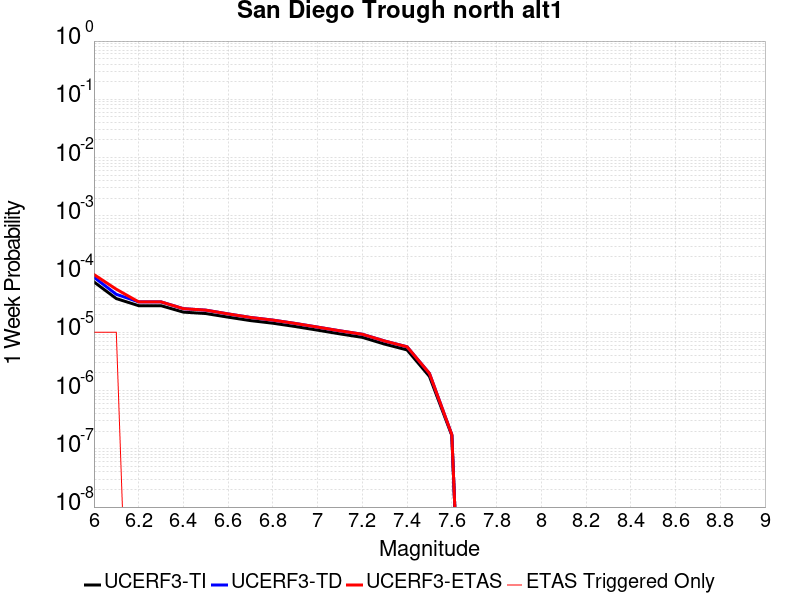 San Diego Trough north alt1
10 0
10 -1
10 -2
10 -3
10 -4
10 -5
10 -6
10 -7
10 -8
1 Week Probability
6 6.2 6.4 6.6 6.8 7 7.2 7.4 7.6 7.8 8 8.2 8.4 8.6 8.8 9
Magnitude
UCERF3-TI UCERF3-TD UCERF3-ETAS ETAS Triggered Only